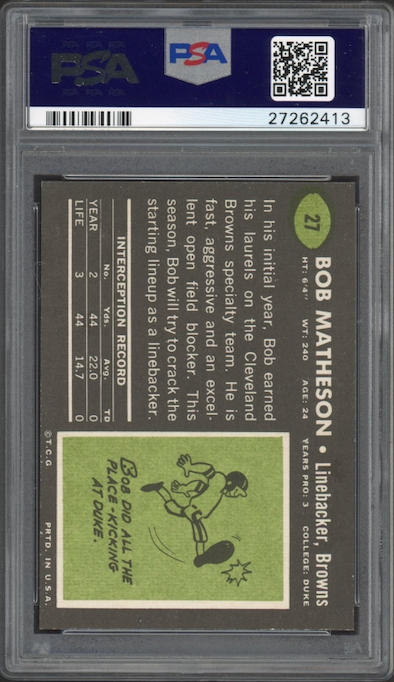 PSA
PSA
27262413
27
BOB MATHESON • Linebacker, Browns
HT: 6'4" WT: 240 AGE: 24 YEARS PRO: 3 COLLEGE: DUKE
In his initial year, Bob earned
his laurels on the Cleveland
Browns specialty team. He is
fast, aggressive and an excel-
lent open field blocker. This
season, Bob will try to crack the
starting lineup as a linebacker.
INTERCEPTION RECORD
No. Yds. Avg. TD
YEAR 2 44 22.0 0
LIFE 3 44 14.7 0
BOB DID ALL THE
PLACE-KICKING
AT DUKE.
© T.C.G PRTD. IN U.S.A.